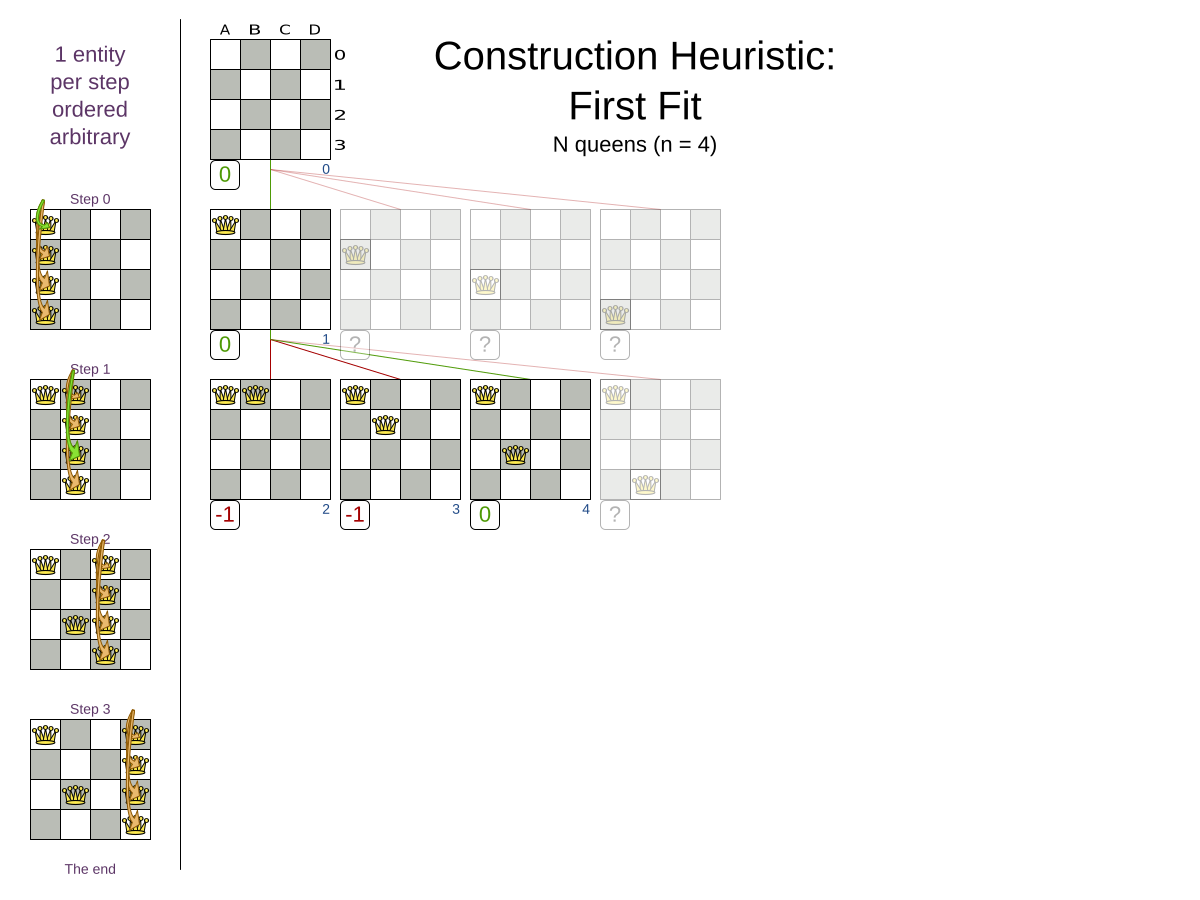 1 entity
per step
ordered
arbitrary
Construction Heuristic:
First Fit
N queens (n = 4)
A B C D
0
1
2
3
0 0
Step 0
0 1 ? ? ?
Step 1
-1 2 -1 3 0 4 ?
Step 2
Step 3
The end